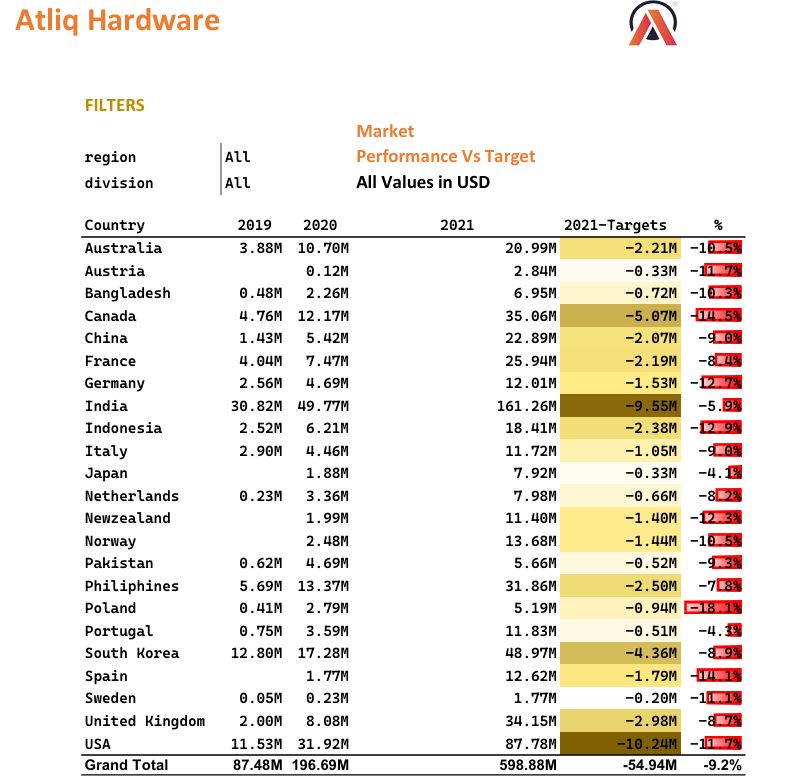 Atliq Hardware
FILTERS
Market
region All Performance Vs Target
division All All Values in USD
Country 2019 2020 2021 2021-Targets %
Australia 3.88M 10.70M 20.99M -2.21M -10.5%
Austria 0.12M 2.84M -0.33M -11.7%
Bangladesh 0.48M 2.26M 6.95M -0.72M -10.3%
Canada 4.76M 12.17M 35.06M -5.07M -14.5%
China 1.43M 5.42M 22.89M -2.07M -9.0%
France 4.04M 7.47M 25.94M -2.19M -8.4%
Germany 2.56M 4.69M 12.01M -1.53M -12.7%
India 30.82M 49.77M 161.26M -9.55M -5.9%
Indonesia 2.52M 6.21M 18.41M -2.38M -12.9%
Italy 2.90M 4.46M 11.72M -1.05M -9.0%
Japan 1.88M 7.92M -0.33M -4.1%
Netherlands 0.23M 3.36M 7.98M -0.66M -8.2%
Newzealand 1.99M 11.40M -1.40M -12.3%
Norway 2.48M 13.68M -1.44M -10.5%
Pakistan 0.62M 4.69M 5.66M -0.52M -9.3%
Philiphines 5.69M 13.37M 31.86M -2.50M -7.8%
Poland 0.41M 2.79M 5.19M -0.94M -18.1%
Portugal 0.75M 3.59M 11.83M -0.51M -4.3%
South Korea 12.80M 17.28M 48.97M -4.36M -8.9%
Spain 1.77M 12.62M -1.79M -14.1%
Sweden 0.05M 0.23M 1.77M -0.20M -11.1%
United Kingdom 2.00M 8.08M 34.15M -2.98M -8.7%
USA 11.53M 31.92M 87.78M -10.24M -11.7%
Grand Total 87.48M 196.69M 598.88M -54.94M -9.2%